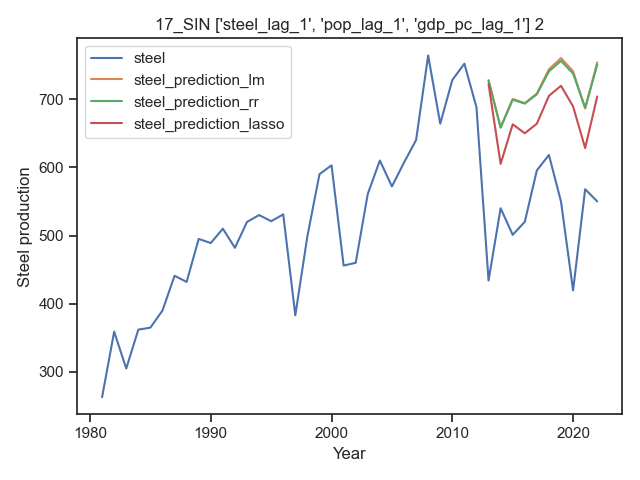 17_SIN ['steel_lag_1', 'pop_lag_1', 'gdp_pc_lag_1'] 2
steel
steel_prediction_lm
steel_prediction_rr
steel_prediction_lasso
Steel production
700
600
500
400
300
1980 1990 2000 2010 2020
Year